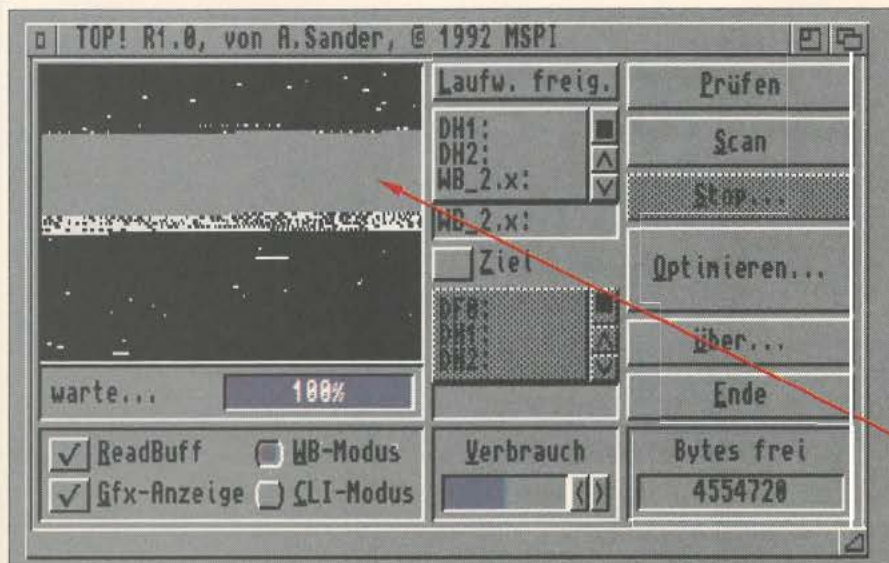 TOP! R1.0, von A.Sander, © 1992 MSPI
Laufw. freig.
DH1:
DH2:
WB_2.x:
WB_2.x:
Ziel
DF0:
DH1:
DH2:
Prüfen
Scan
Stop...
Optimieren...
Über...
Ende
warte...
100%
ReadBuff
WB-Modus
Gfx-Anzeige
CLI-Modus
Verbrauch
Bytes frei
4554720